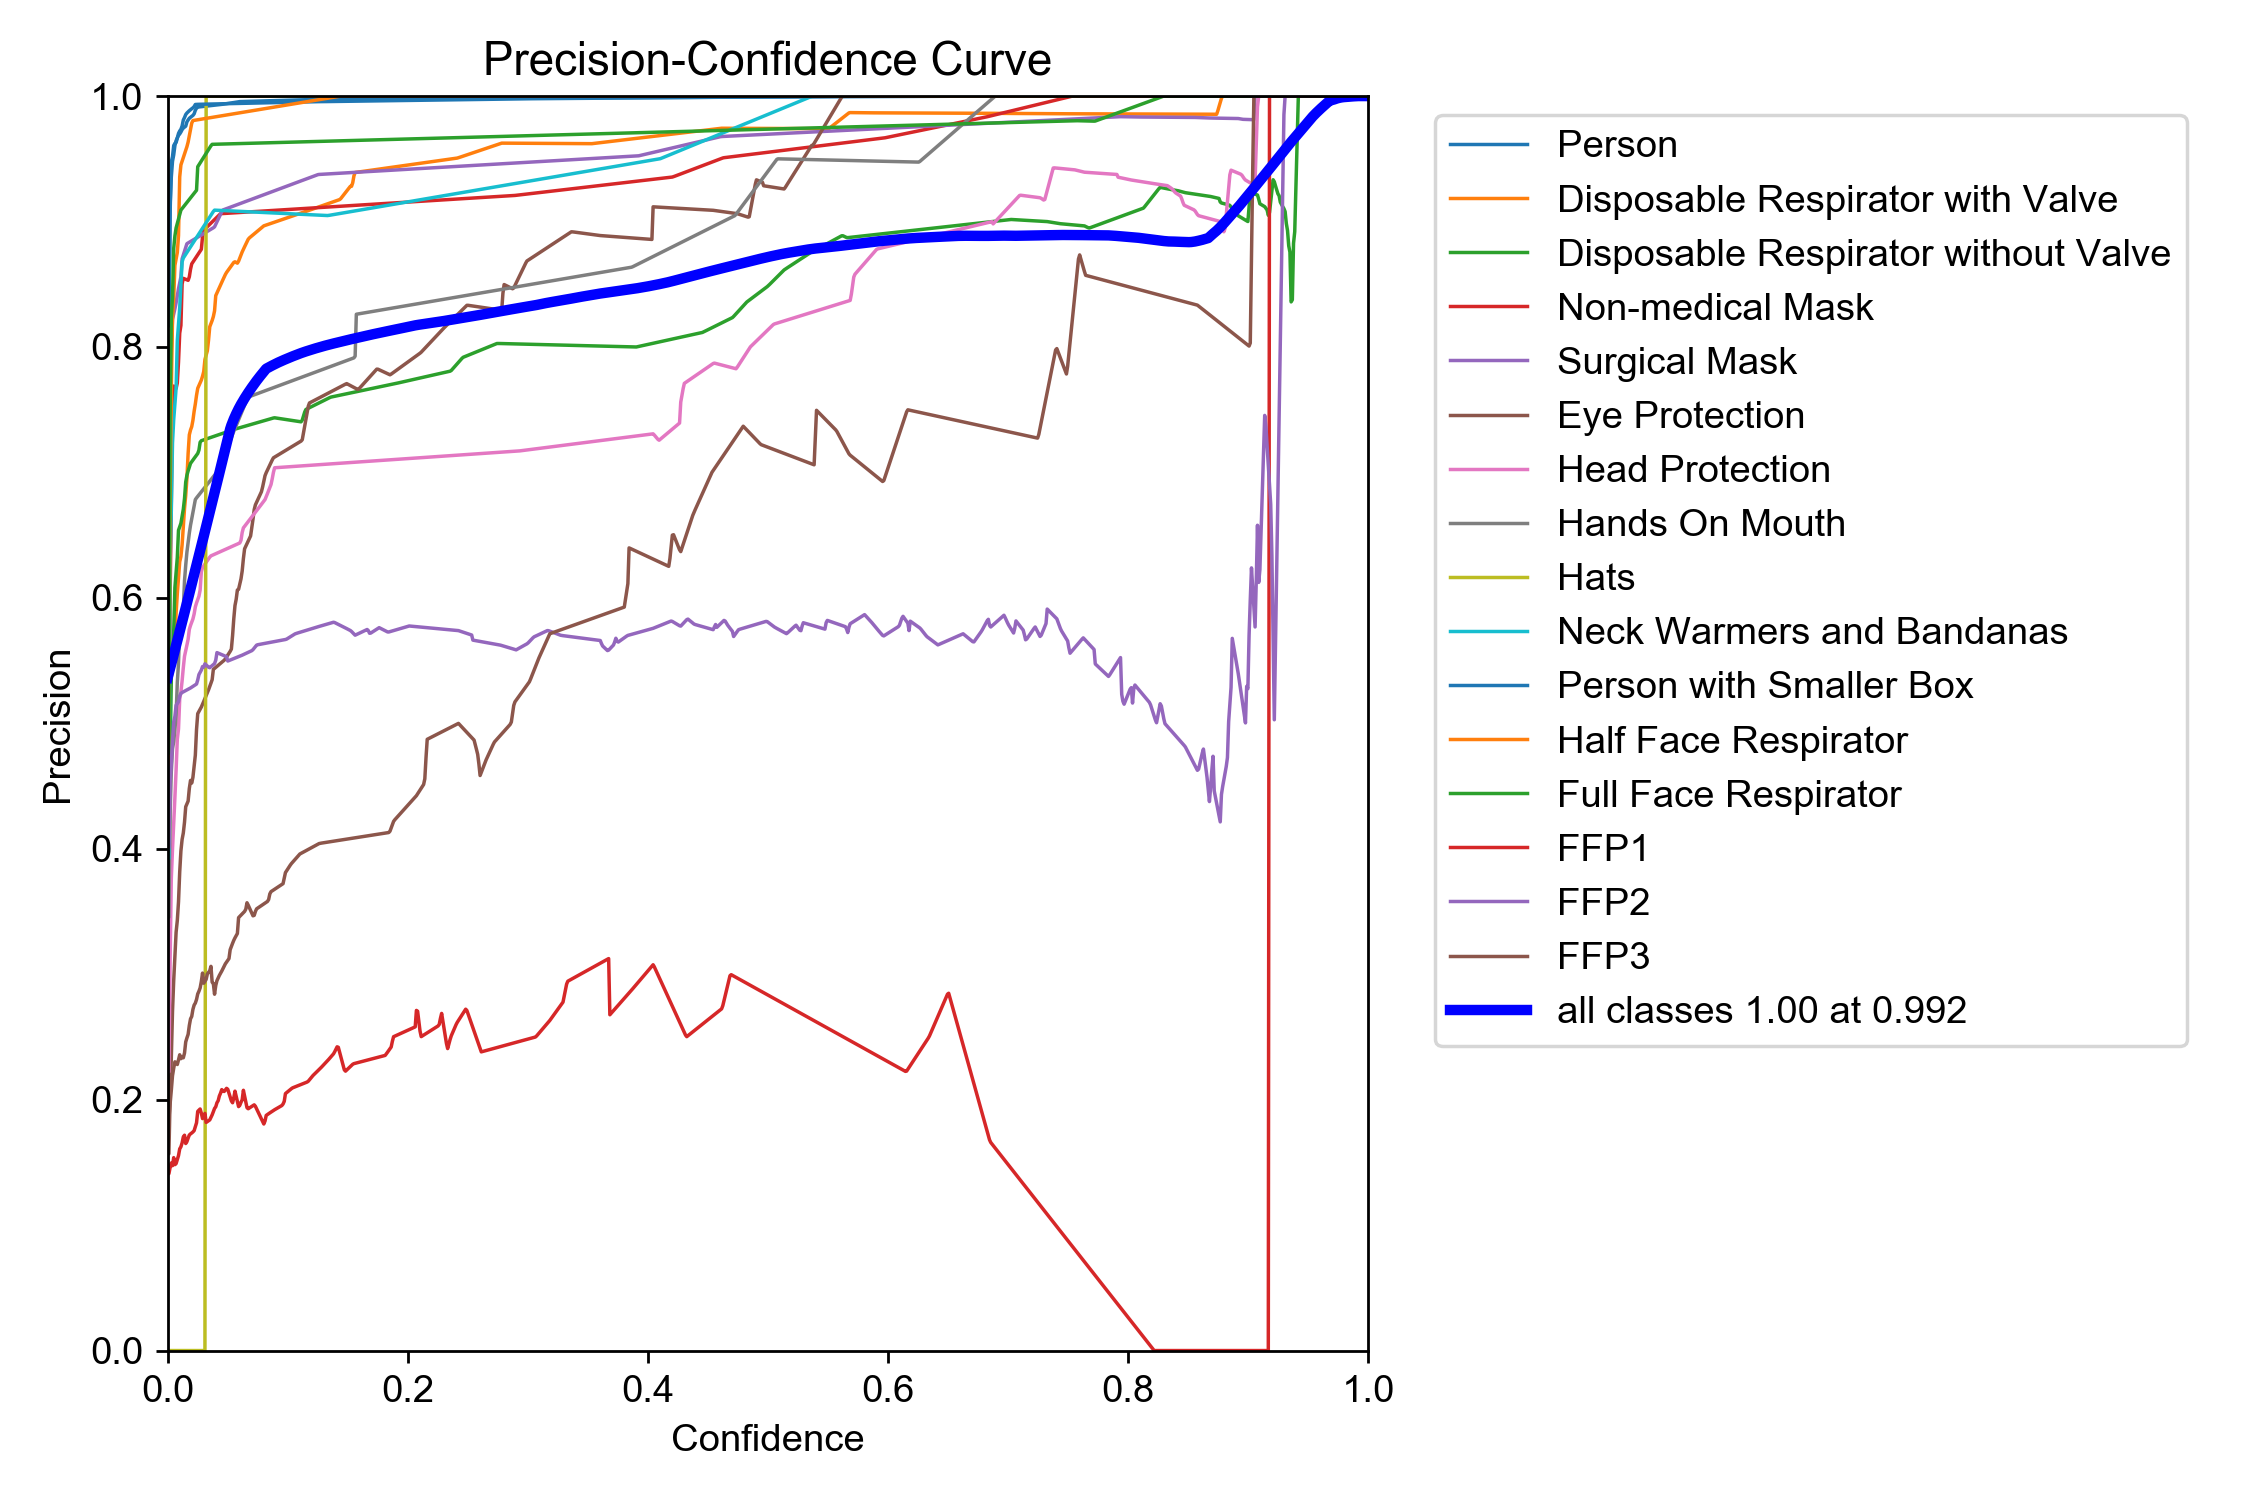 Precision-Confidence Curve
1.0
0.8
0.6
0.4
0.2
0.0
Precision
0.0 0.2 0.4 0.6 0.8 1.0
Confidence
Person
Disposable Respirator with Valve
Disposable Respirator without Valve
Non-medical Mask
Surgical Mask
Eye Protection
Head Protection
Hands On Mouth
Hats
Neck Warmers and Bandanas
Person with Smaller Box
Half Face Respirator
Full Face Respirator
FFP1
FFP2
FFP3
all classes 1.00 at 0.992